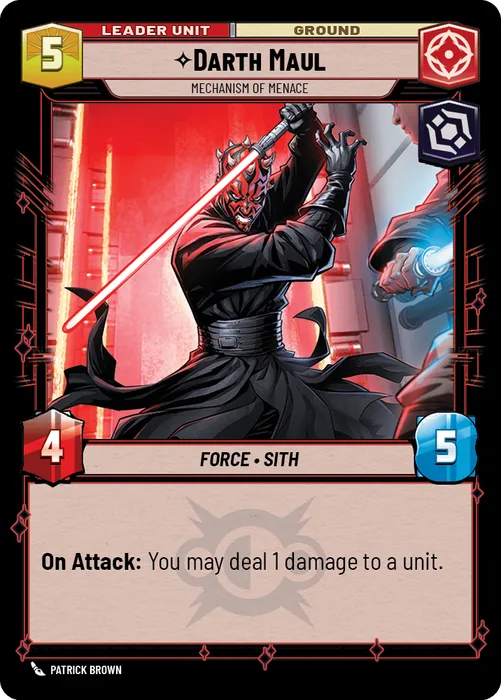 5
LEADER UNIT
GROUND
✧DARTH MAUL
MECHANISM OF MENACE
4
FORCE • SITH
5
On Attack: You may deal 1 damage to a unit.
PATRICK BROWN